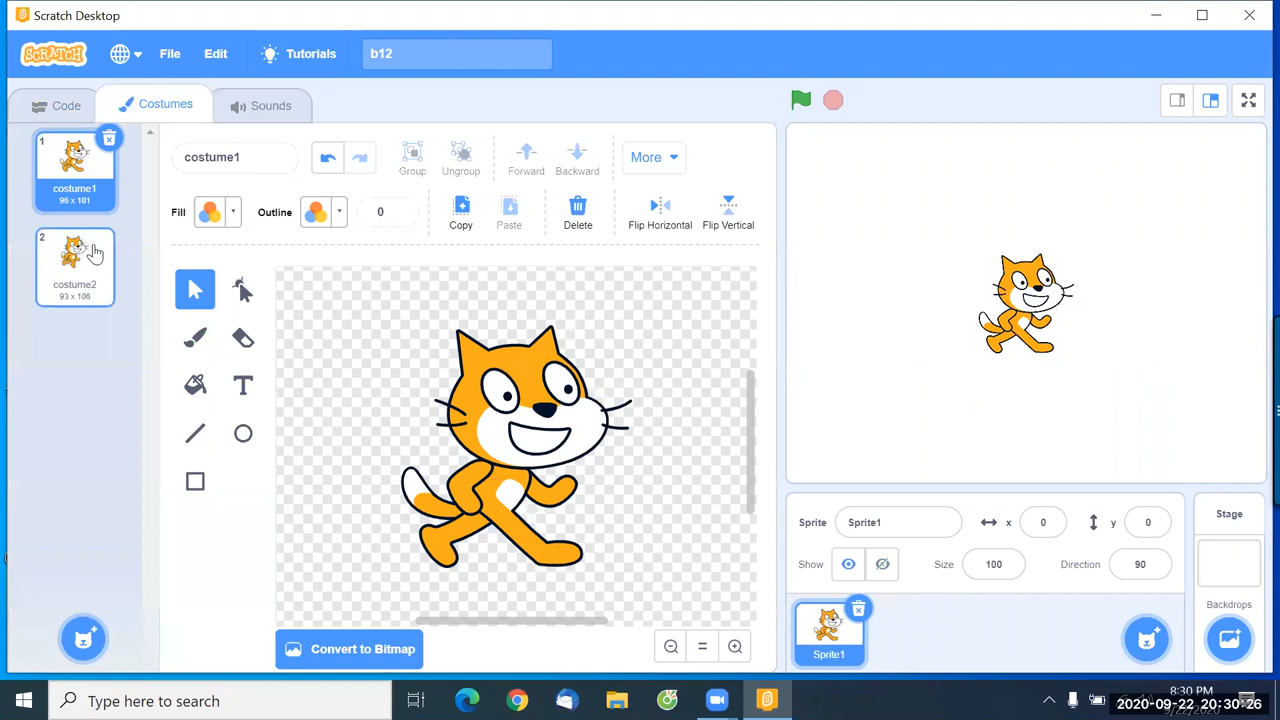 Scratch Desktop
SCRATCH
File
Edit
Tutorials
b12
Code
Costumes
Sounds
1
costume1
96 x 101
2
costume2
93 x 106
costume1
Group
Ungroup
Forward
Backward
More
Fill
Outline
0
Copy
Paste
Delete
Flip Horizontal
Flip Vertical
T
Convert to Bitmap
Sprite
Sprite1
x
0
y
0
Show
Size
100
Direction
90
Sprite1
Stage
Backdrops
Type here to search
8:30 PM
9/22/2020
2020-09-22 20:30:26